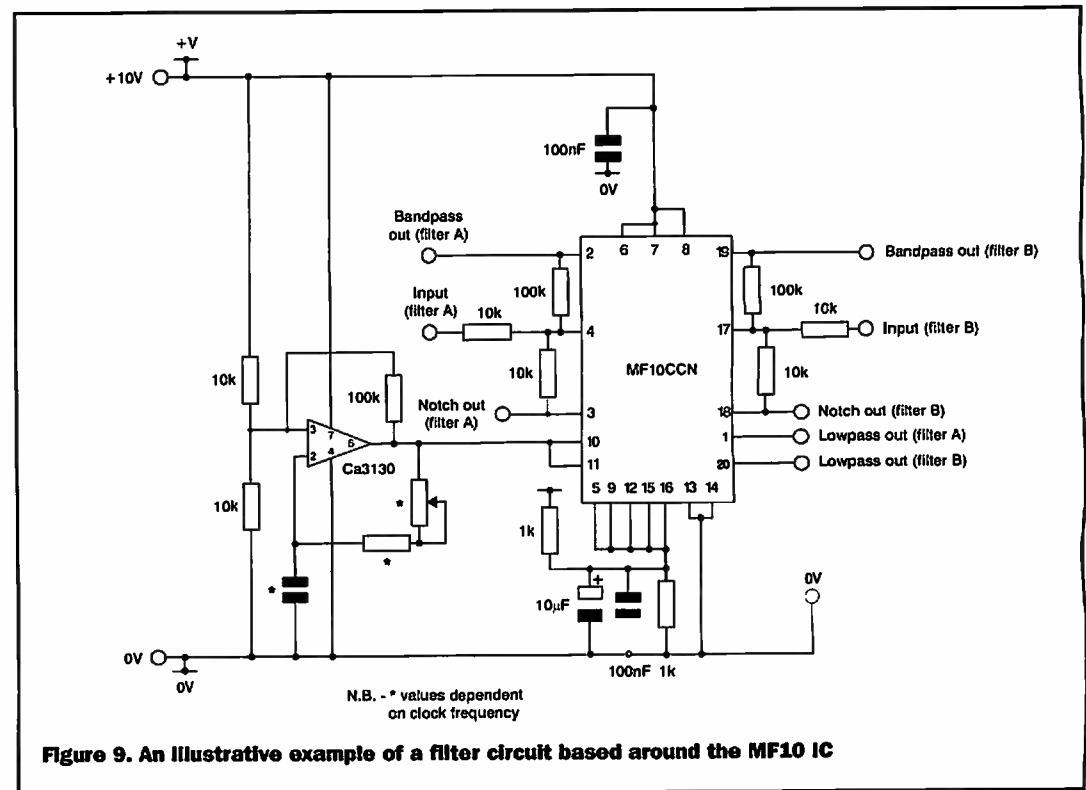 +V
+10V
100nF
0V
Bandpass
out (filter A)
2
6
7
8
19
Bandpass out (filter B)
100k
100k
Input
(filter A)
10k
4
17
10k
Input (filter B)
MF10CCN
10k
10k
10k
100k
Notch out
(filter A)
3
18
Notch out (filter B)
3
7
6
2
4
Ca3130
10
11
1
Lowpass out (filter A)
20
Lowpass out (filter B)
5
9
12
15
16
13
14
10k
*
1k
*
*
+
10µF
0V
0V
0V
100nF
1k
N.B. - * values dependent
on clock frequency
Figure 9. An illustrative example of a filter circuit based around the MF10 IC